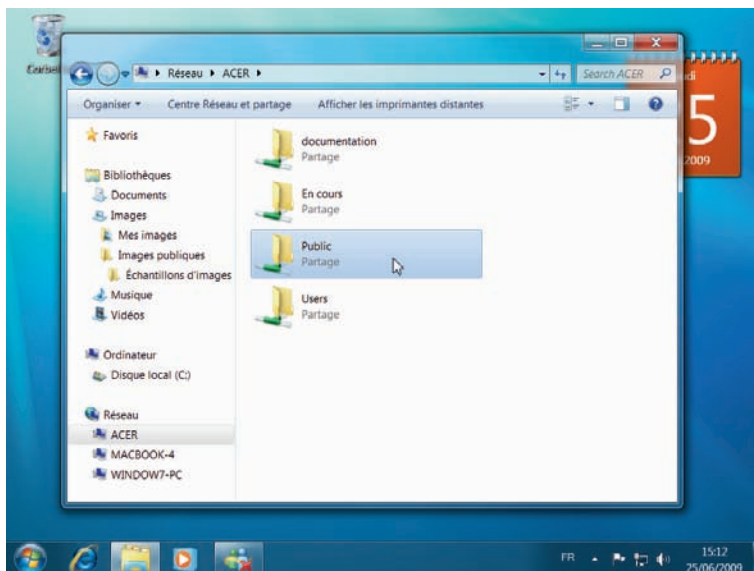 Réseau ▸ ACER ▸
Search ACER
Organiser
Centre Réseau et partage
Afficher les imprimantes distantes
Favoris
Bibliothèques
Documents
Images
Mes images
Images publiques
Échantillons d'images
Musique
Vidéos
Ordinateur
Disque local (C:)
Réseau
ACER
MACBOOK-4
WINDOW7-PC
documentation
Partage
En cours
Partage
Public
Partage
Users
Partage
di
5
2009
FR
15:12
25/06/2009